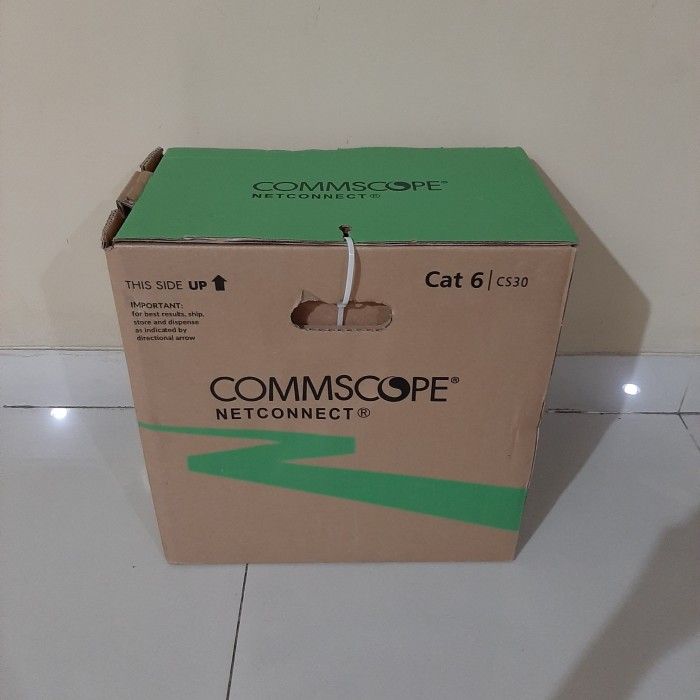 COMMSCOPE®
NETCONNECT®
THIS SIDE UP
Cat 6 | CS30
IMPORTANT:
for best results, ship,
store and dispense
as indicated by
directional arrow
COMMSCOPE®
NETCONNECT®